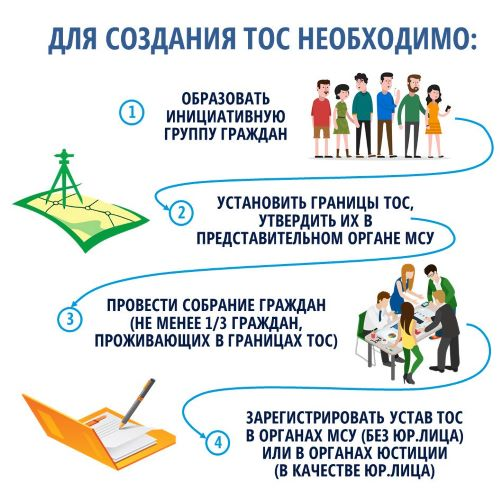 ДЛЯ СОЗДАНИЯ ТОС НЕОБХОДИМО:
1
ОБРАЗОВАТЬ
ИНИЦИАТИВНУЮ
ГРУППУ ГРАЖДАН
2
УСТАНОВИТЬ ГРАНИЦЫ ТОС,
УТВЕРДИТЬ ИХ В
ПРЕДСТАВИТЕЛЬНОМ ОРГАНЕ МСУ
3
ПРОВЕСТИ СОБРАНИЕ ГРАЖДАН
(НЕ МЕНЕЕ 1/3 ГРАЖДАН,
ПРОЖИВАЮЩИХ В ГРАНИЦАХ ТОС)
4
ЗАРЕГИСТРИРОВАТЬ УСТАВ ТОС
В ОРГАНАХ МСУ (БЕЗ ЮР.ЛИЦА)
ИЛИ В ОРГАНАХ ЮСТИЦИИ
(В КАЧЕСТВЕ ЮР.ЛИЦА)